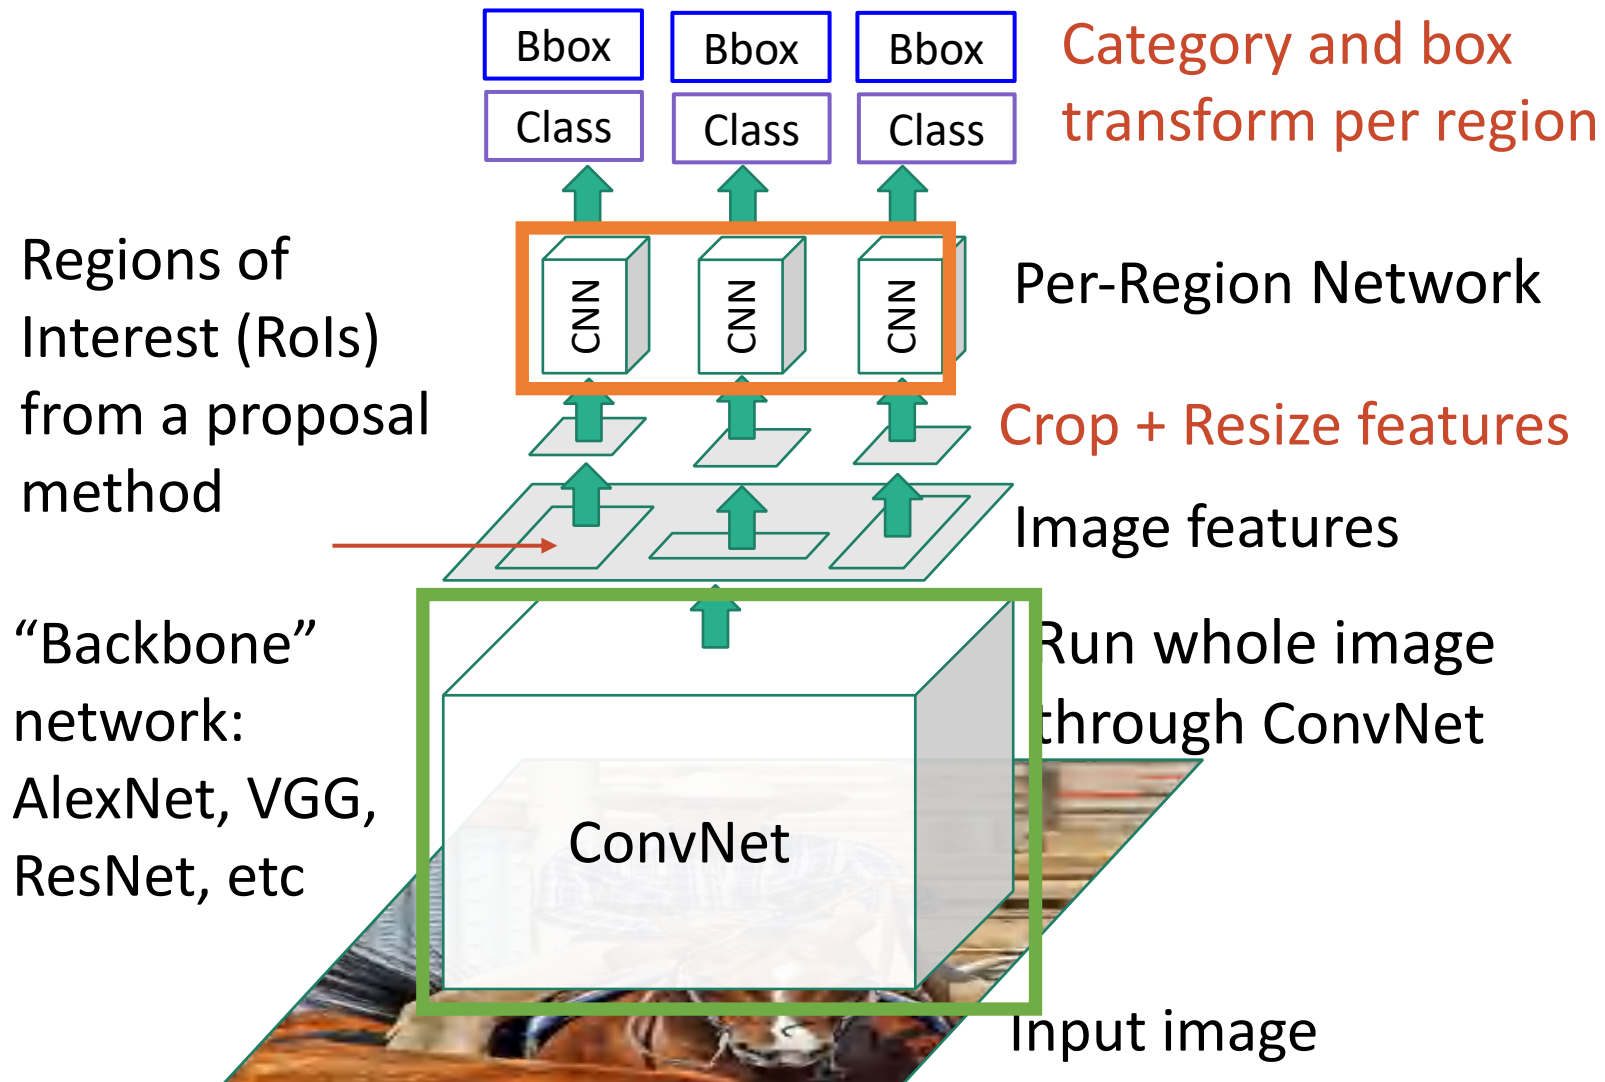 Bbox
Bbox
Bbox
Class
Class
Class
Category and box
transform per region
Regions of
Interest (RoIs)
from a proposal
method
CNN
CNN
CNN
Per-Region Network
Crop + Resize features
Image features
“Backbone”
network:
AlexNet, VGG,
ResNet, etc
Run whole image
through ConvNet
ConvNet
Input image